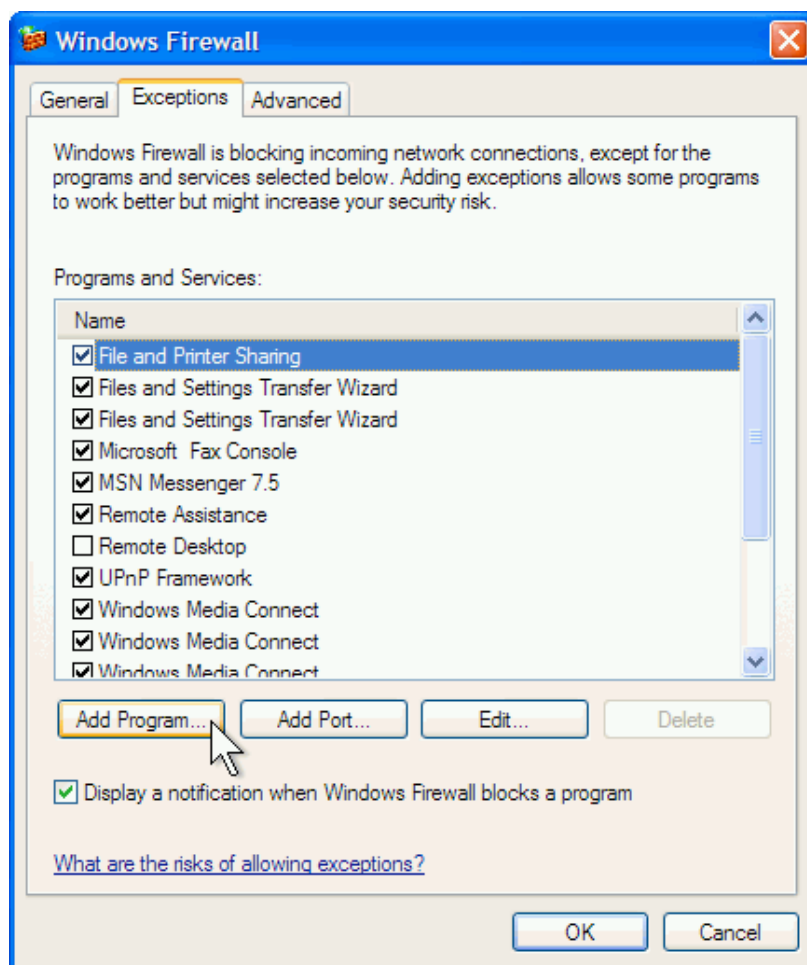 Windows Firewall
General Exceptions Advanced
Windows Firewall is blocking incoming network connections, except for the
programs and services selected below. Adding exceptions allows some programs
to work better but might increase your security risk.
Programs and Services:
Name
File and Printer Sharing
Files and Settings Transfer Wizard
Files and Settings Transfer Wizard
Microsoft  Fax Console
MSN Messenger 7.5
Remote Assistance
Remote Desktop
UPnP Framework
Windows Media Connect
Windows Media Connect
Windows Media Connect
Add Program... Add Port... Edit... Delete
Display a notification when Windows Firewall blocks a program
What are the risks of allowing exceptions?
OK Cancel